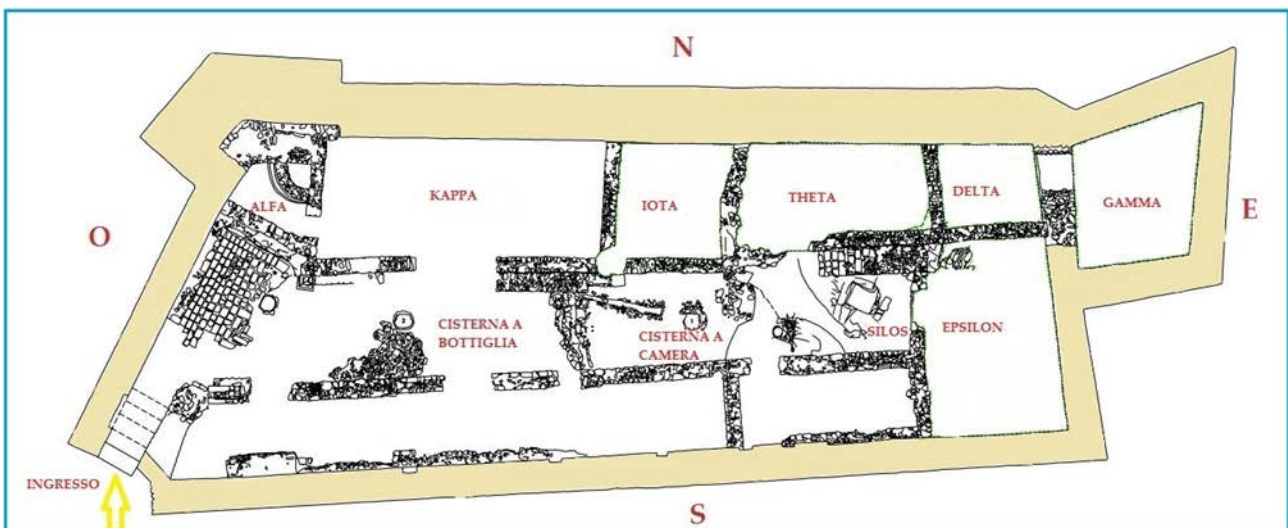 N
KAPPA
IOTA
THETA
DELTA
GAMMA
ALFA
O
E
CISTERNA A
BOTTIGLIA
CISTERNA A
CAMERA
SILOS
EPSILON
INGRESSO
S